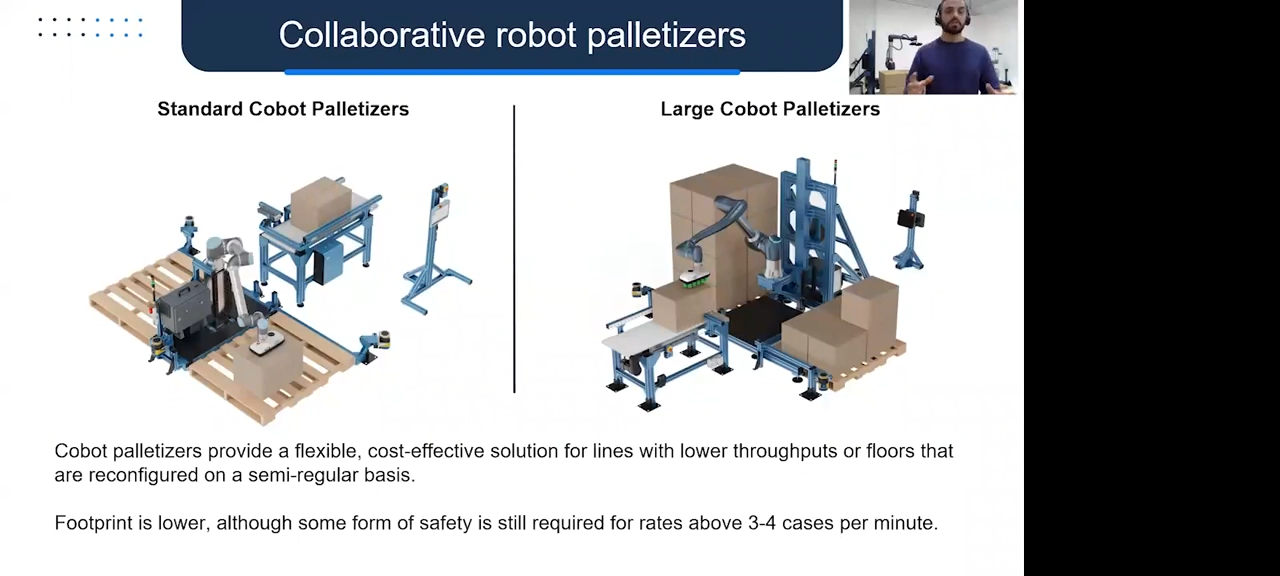 Collaborative robot palletizers
Standard Cobot Palletizers
Large Cobot Palletizers
Cobot palletizers provide a flexible, cost-effective solution for lines with lower throughputs or floors that
are reconfigured on a semi-regular basis.
Footprint is lower, although some form of safety is still required for rates above 3-4 cases per minute.